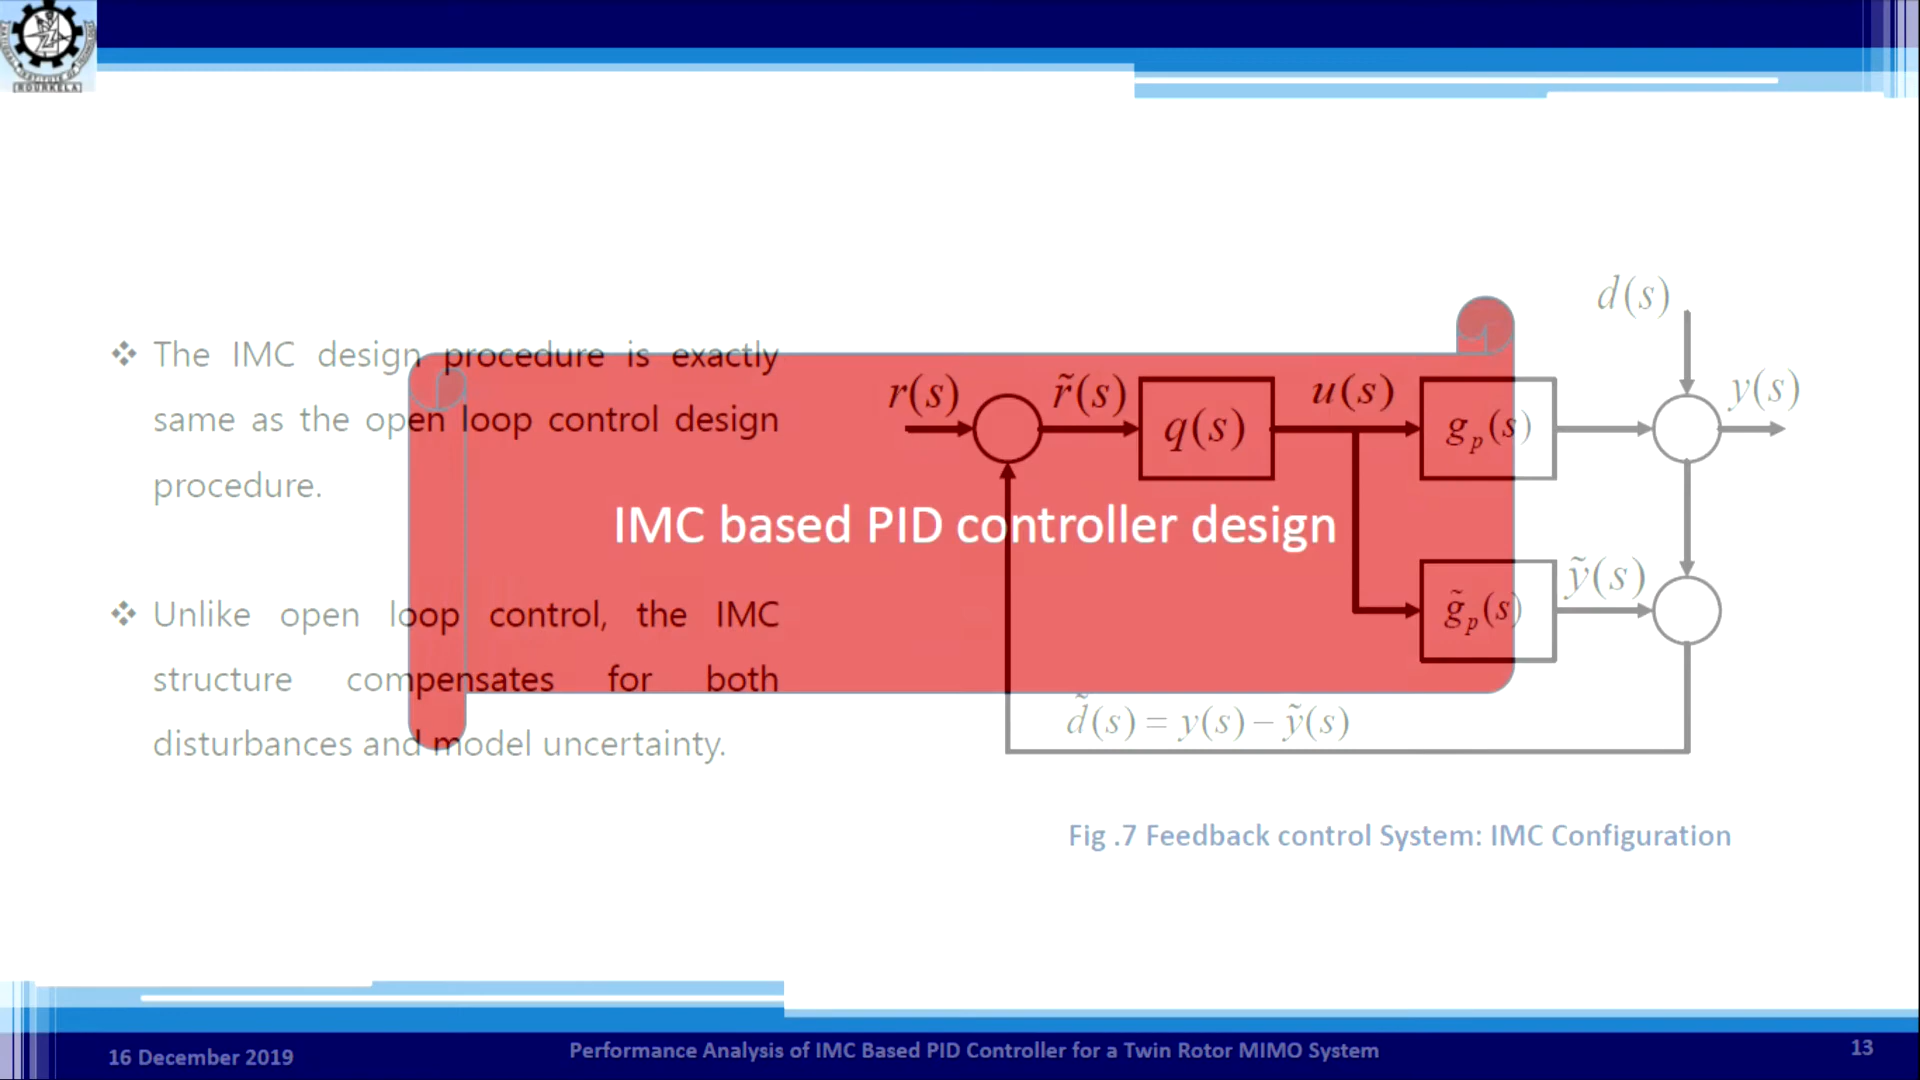 ROURKELA
❖ The IMC design procedure is exactly
same as the open loop control design
procedure.
❖ Unlike open loop control, the IMC
structure compensates for both
disturbances and model uncertainty.
IMC based PID controller design
d(s)
r(s)
r̃(s)
q(s)
u(s)
gₚ(s)
y(s)
g̃ₚ(s)
ỹ(s)
d̃(s) = y(s) − ỹ(s)
Fig .7 Feedback control System: IMC Configuration
16 December 2019
Performance Analysis of IMC Based PID Controller for a Twin Rotor MIMO System
13